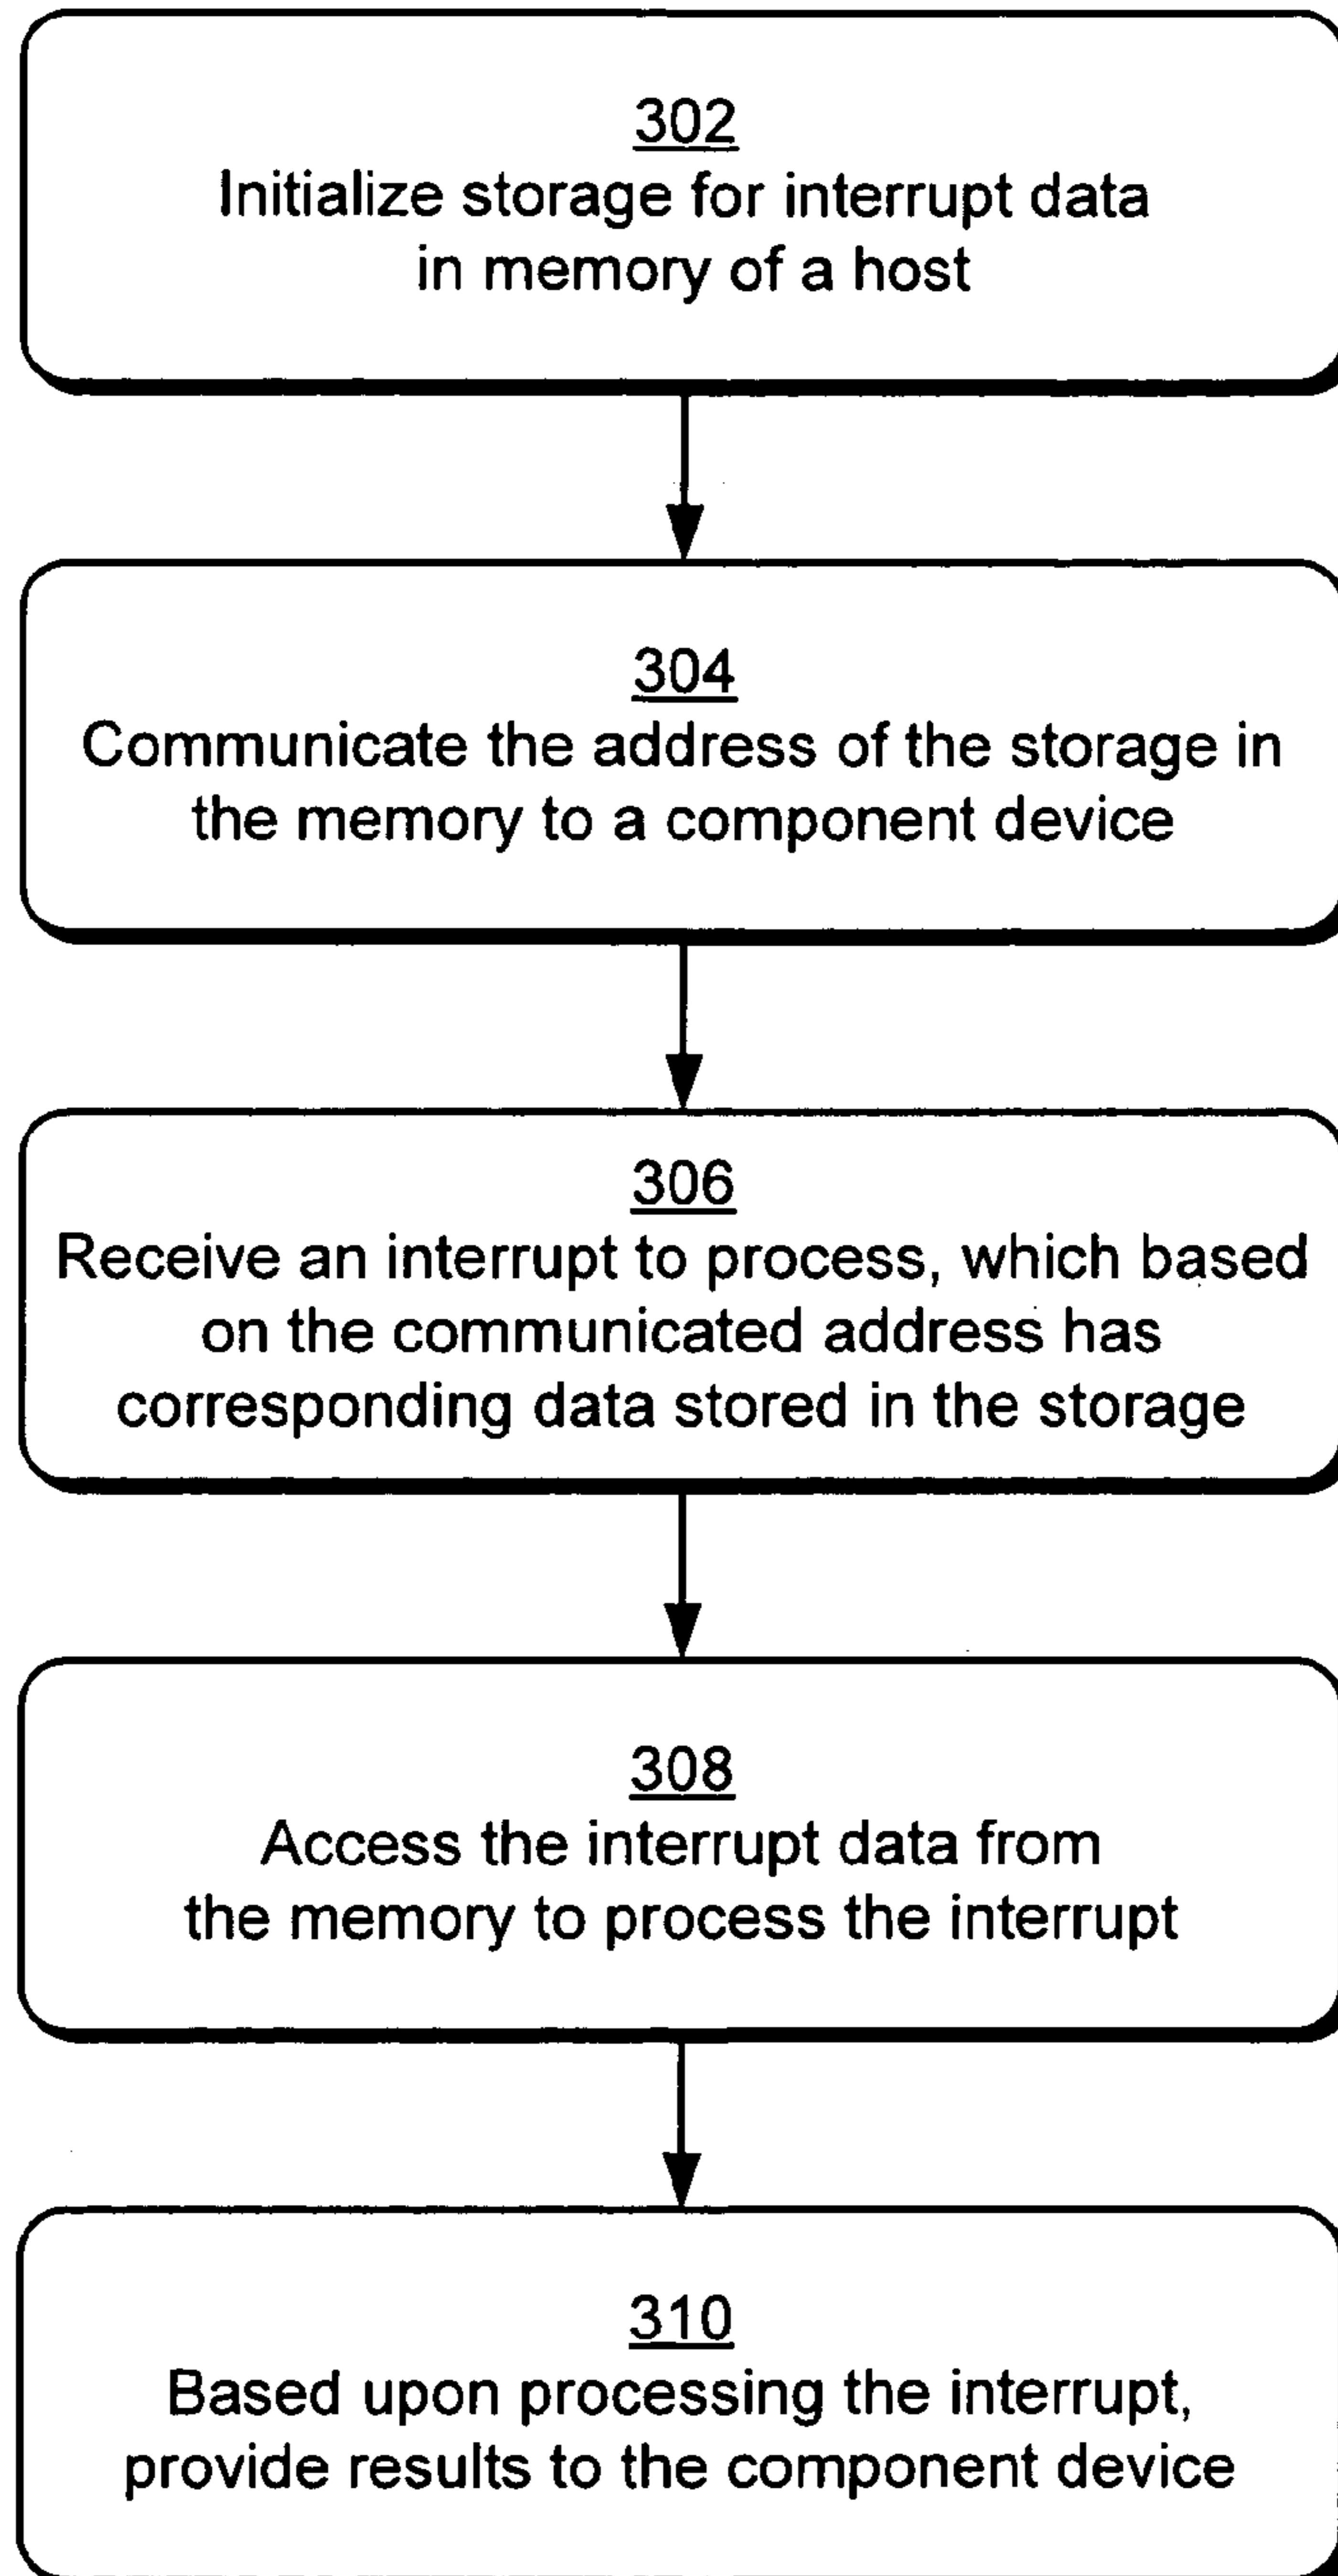 302
Initialize storage for interrupt data
in memory of a host
304
Communicate the address of the storage in
the memory to a component device
306
Receive an interrupt to process, which based
on the communicated address has
corresponding data stored in the storage
308
Access the interrupt data from
the memory to process the interrupt
310
Based upon processing the interrupt,
provide results to the component device